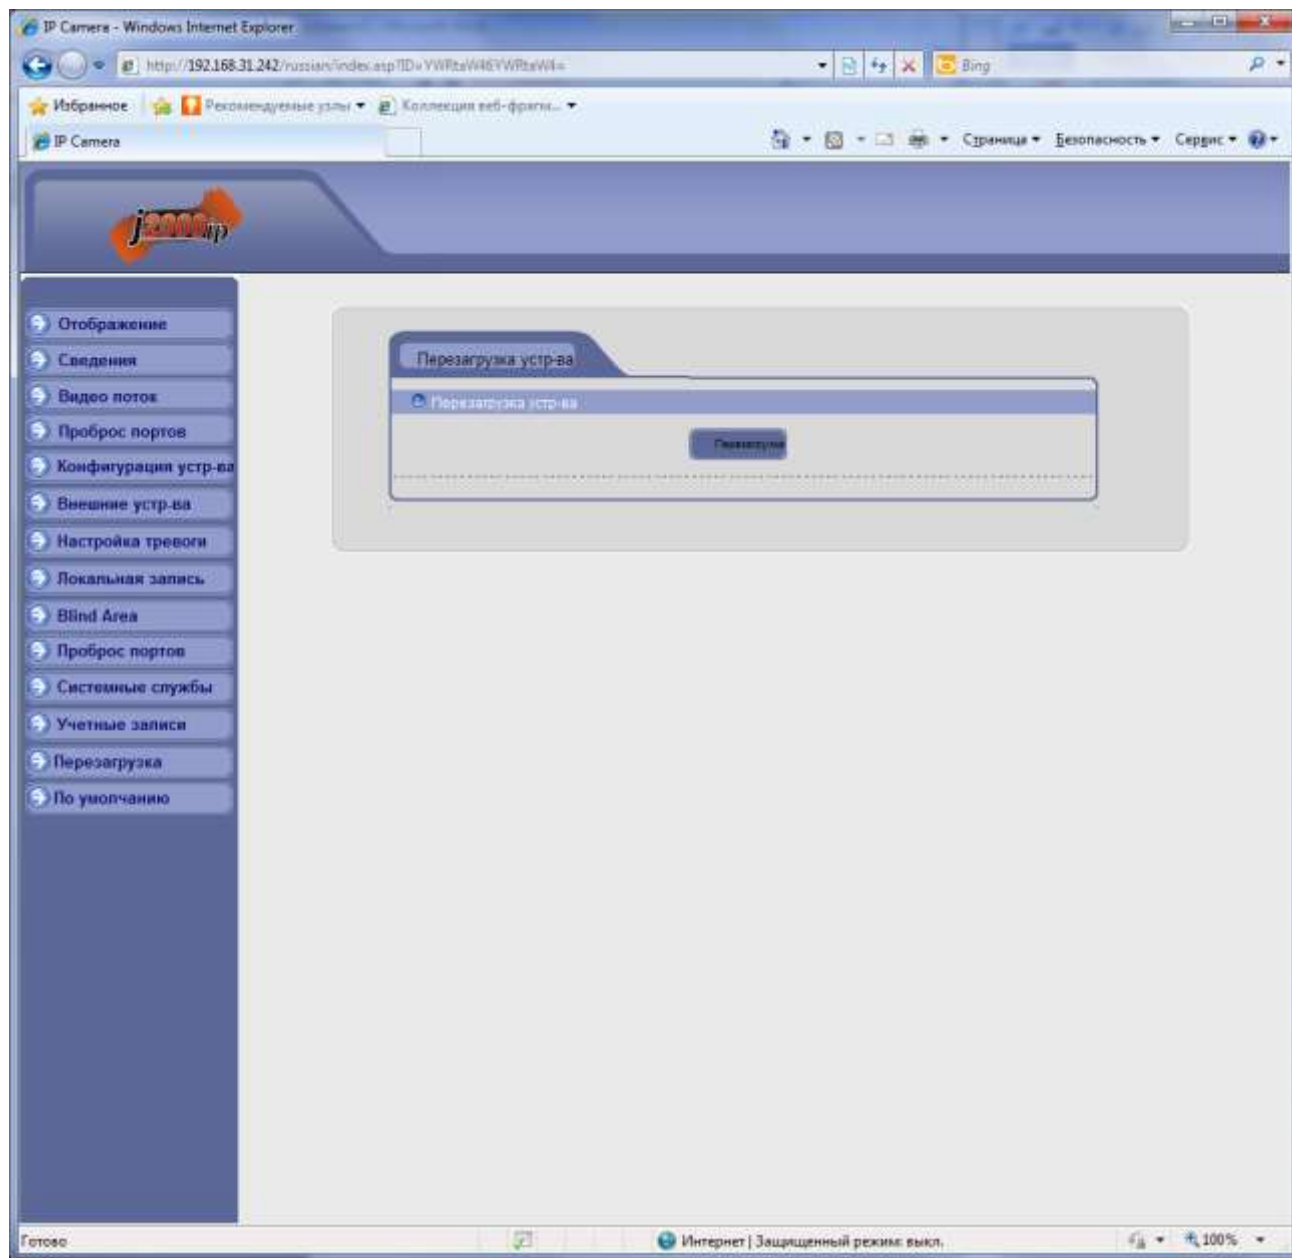 IP Camera - Windows Internet Explorer
http://192.168.31.242/russian/index.asp?ID=YWRtaW46YWRtaW4=
Bing
Избранное Рекомендуемые узлы Коллекция веб-фрагм...
IP Camera
Страница Безопасность Сервис
j2000ip
Отображение
Сведения
Видео поток
Проброс портов
Конфигурация устр-ва
Внешние устр-ва
Настройка тревоги
Локальная запись
Blind Area
Проброс портов
Системные службы
Учетные записи
Перезагрузка
По умолчанию
Перезагрузка устр-ва
Перезагрузка устр-ва
Готово
Интернет | Защищенный режим: выкл.
100%